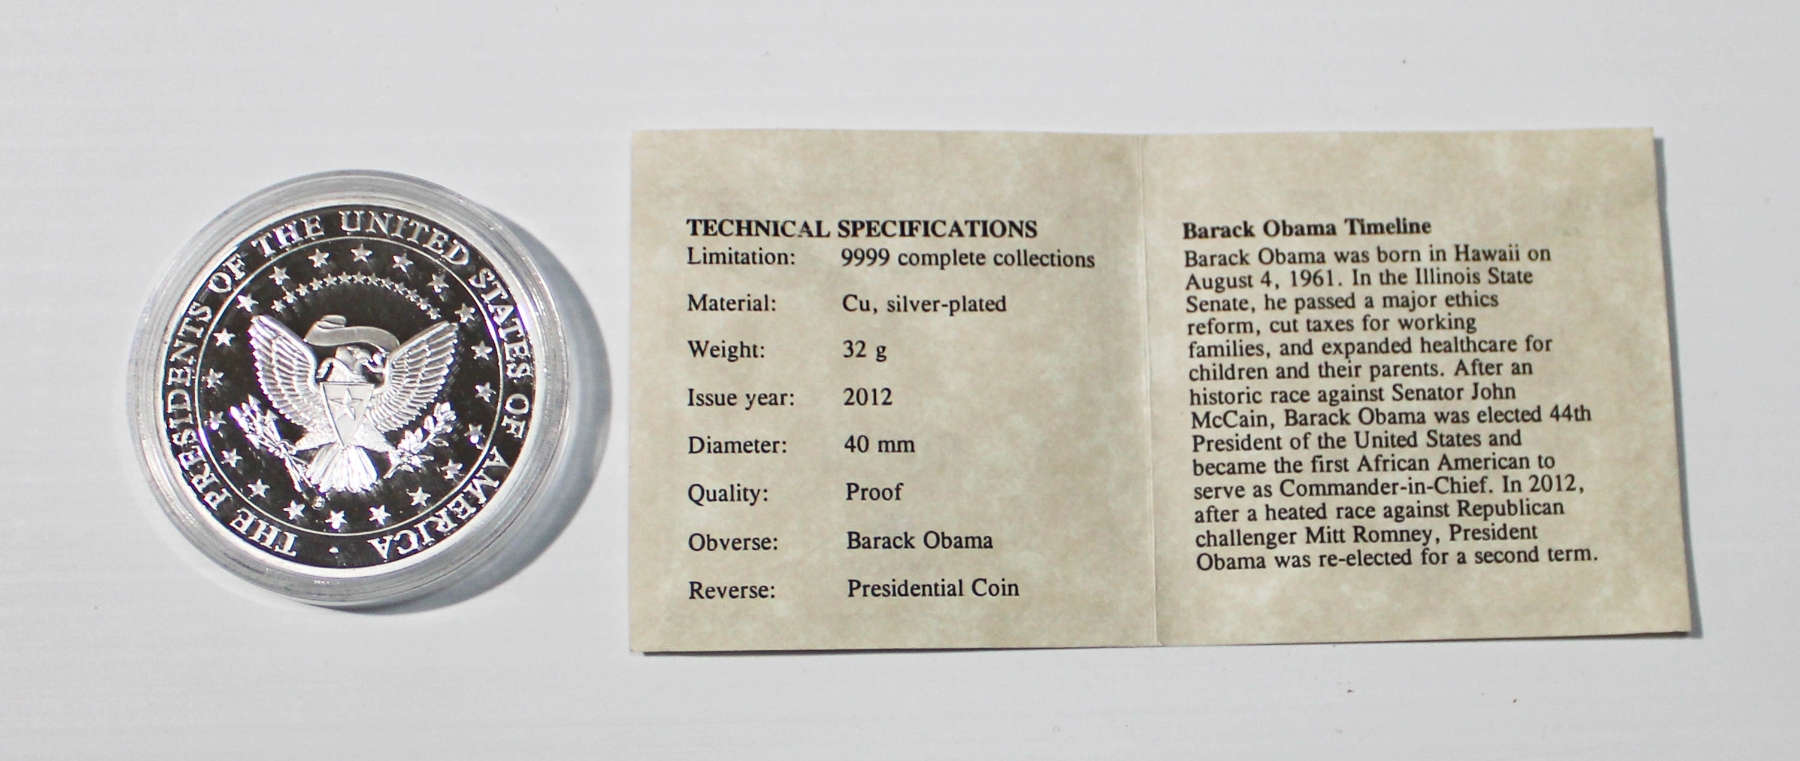 THE PRESIDENTS OF THE UNITED STATES OF AMERICA
TECHNICAL SPECIFICATIONS
Limitation: 9999 complete collections
Material: Cu, silver-plated
Weight: 32 g
Issue year: 2012
Diameter: 40 mm
Quality: Proof
Obverse: Barack Obama
Reverse: Presidential Coin
Barack Obama Timeline
Barack Obama was born in Hawaii on
August 4, 1961. In the Illinois State
Senate, he passed a major ethics
reform, cut taxes for working
families, and expanded healthcare for
children and their parents. After an
historic race against Senator John
McCain, Barack Obama was elected 44th
President of the United States and
became the first African American to
serve as Commander-in-Chief. In 2012,
after a heated race against Republican
challenger Mitt Romney, President
Obama was re-elected for a second term.